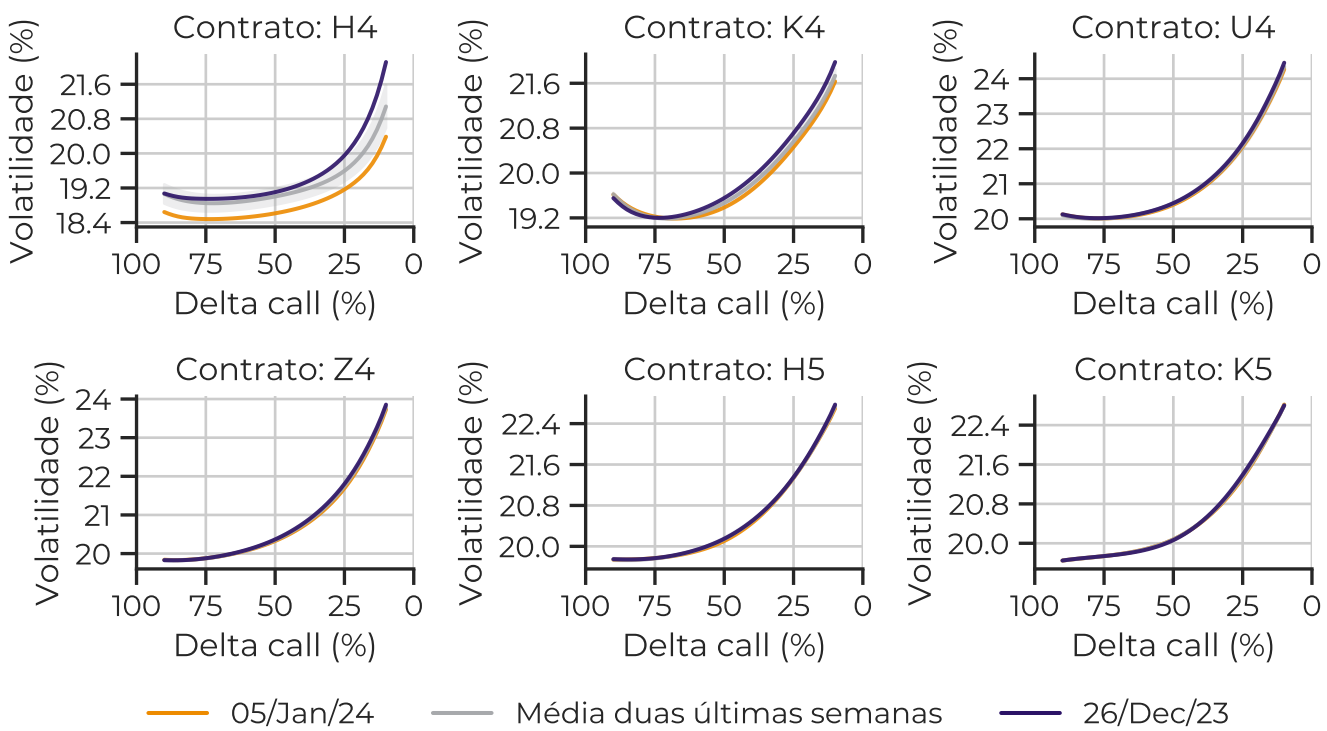 Contrato: H4
Volatilidade (%)
21.6
20.8
20.0
19.2
18.4
100 75 50 25 0
Delta call (%)
Contrato: K4
Volatilidade (%)
21.6
20.8
20.0
19.2
100 75 50 25 0
Delta call (%)
Contrato: U4
Volatilidade (%)
24
23
22
21
20
100 75 50 25 0
Delta call (%)
Contrato: Z4
Volatilidade (%)
24
23
22
21
20
100 75 50 25 0
Delta call (%)
Contrato: H5
Volatilidade (%)
22.4
21.6
20.8
20.0
100 75 50 25 0
Delta call (%)
Contrato: K5
Volatilidade (%)
22.4
21.6
20.8
20.0
100 75 50 25 0
Delta call (%)
05/Jan/24 Média duas últimas semanas 26/Dec/23